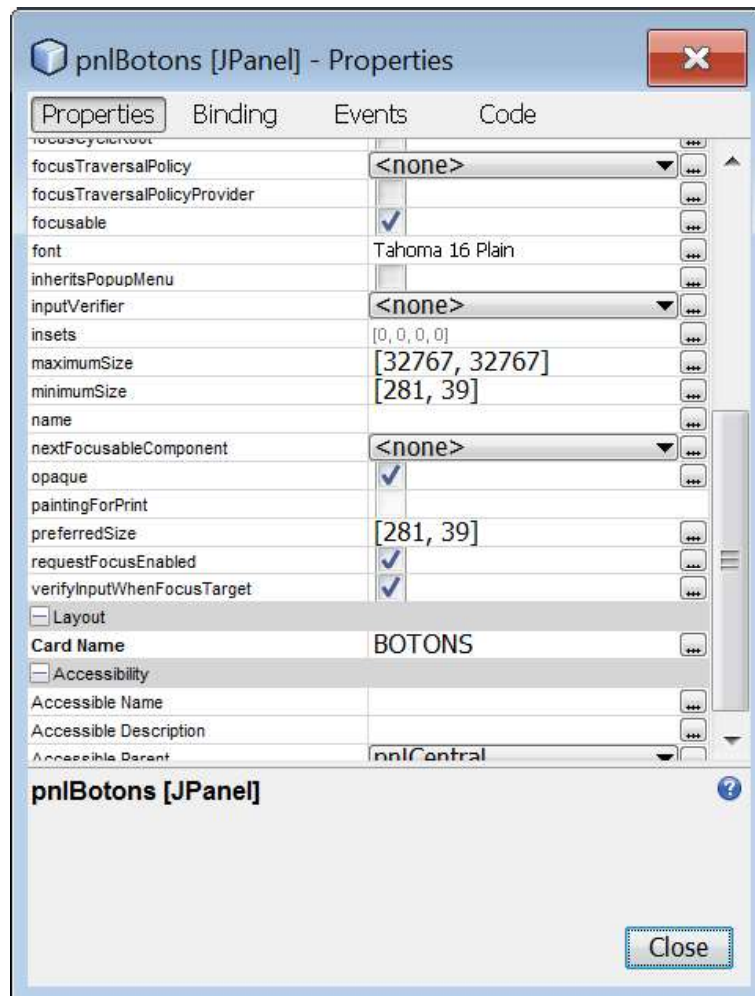 pnlBotons [JPanel] - Properties
Properties Binding Events Code
focusCycleRoot
focusTraversalPolicy <none>
focusTraversalPolicyProvider
focusable
font Tahoma 16 Plain
inheritsPopupMenu
inputVerifier <none>
insets [0, 0, 0, 0]
maximumSize [32767, 32767]
minimumSize [281, 39]
name
nextFocusableComponent <none>
opaque
paintingForPrint
preferredSize [281, 39]
requestFocusEnabled
verifyInputWhenFocusTarget
Layout
Card Name BOTONS
Accessibility
Accessible Name
Accessible Description
Accessible Parent pnlCentral
pnlBotons [JPanel]
Close